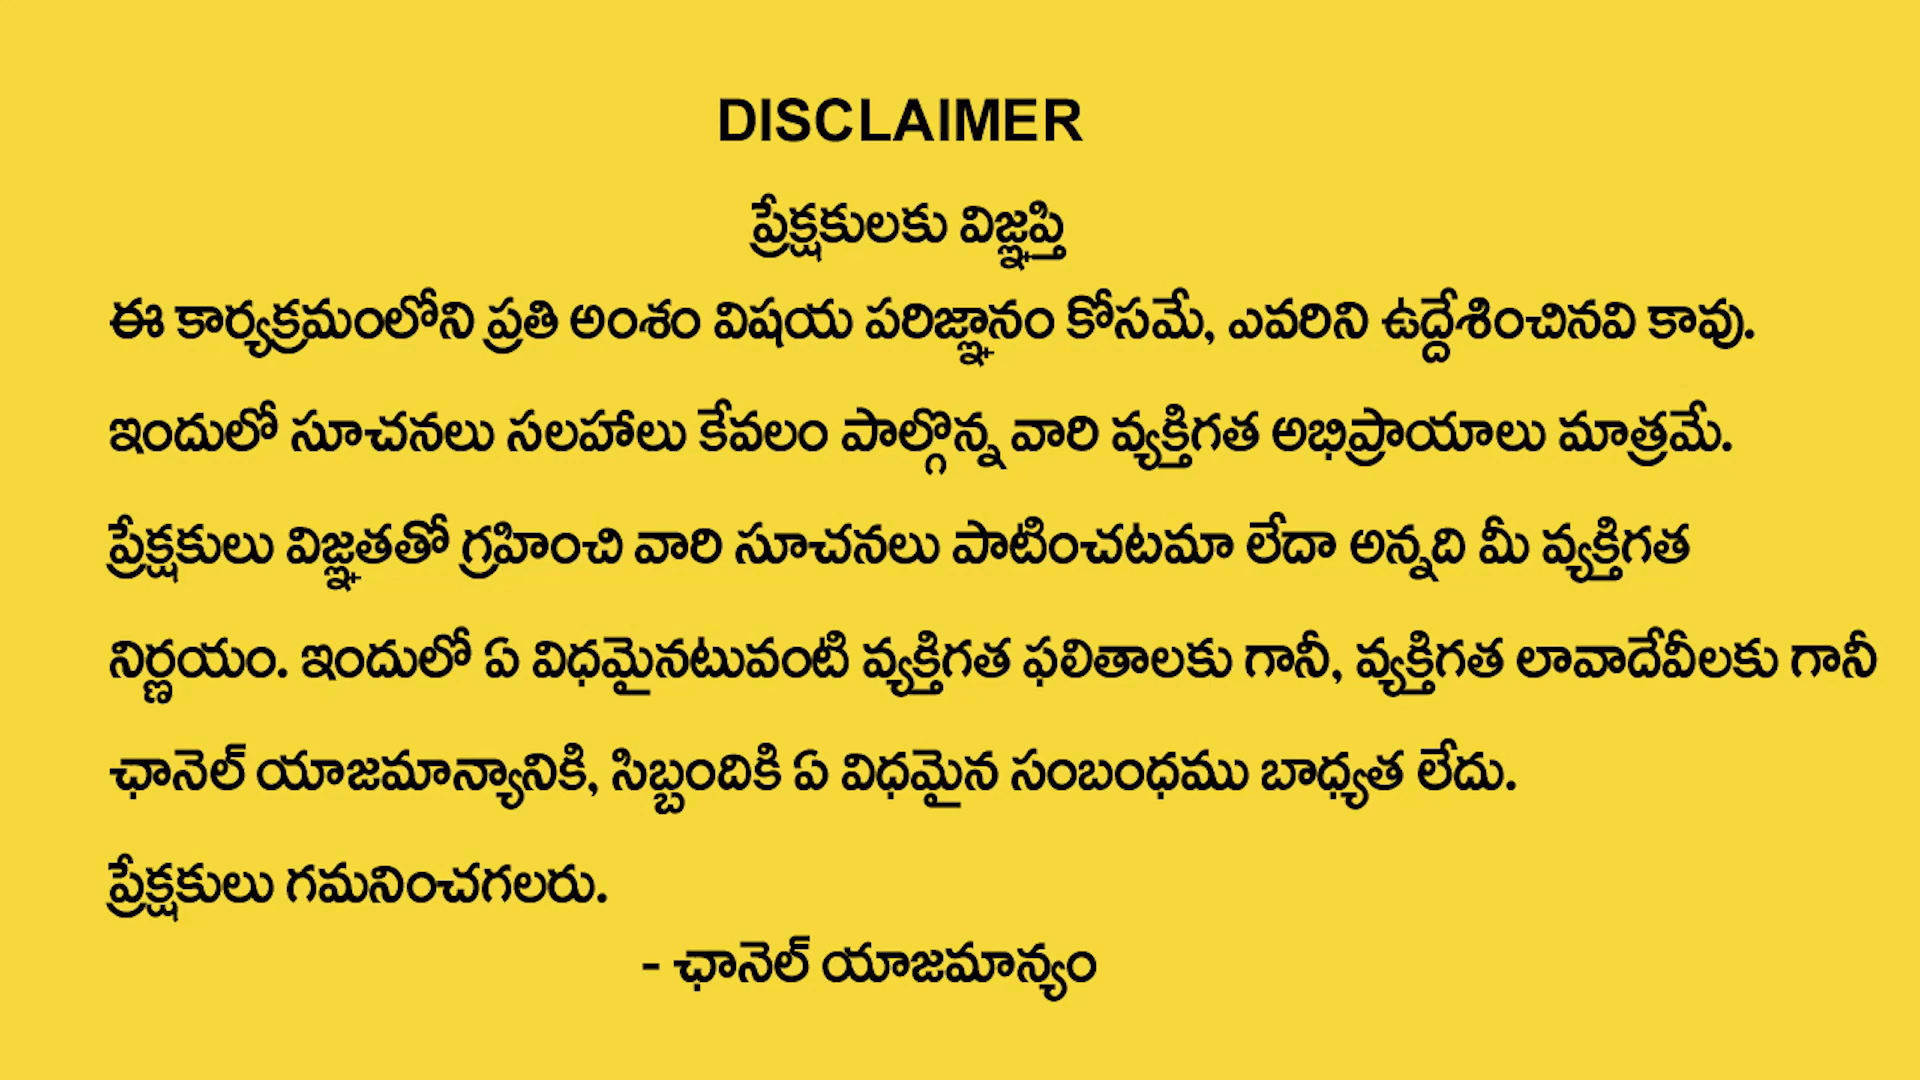 DISCLAIMER
ప్రేక్షకులకు విజ్ఞప్తి
ఈ కార్యక్రమంలోని ప్రతి అంశం విషయ పరిజ్ఞానం కోసమే, ఎవరిని ఉద్దేశించినవి కావు.
ఇందులో సూచనలు సలహాలు కేవలం పాల్గొన్న వారి వ్యక్తిగత అభిప్రాయాలు మాత్రమే.
ప్రేక్షకులు విజ్ఞతతో గ్రహించి వారి సూచనలు పాటించటమా లేదా అన్నది మీ వ్యక్తిగత
నిర్ణయం. ఇందులో ఏ విధమైనటువంటి వ్యక్తిగత ఫలితాలకు గానీ, వ్యక్తిగత లావాదేవీలకు గానీ
ఛానెల్ యాజమాన్యానికి, సిబ్బందికి ఏ విధమైన సంబంధము బాధ్యత లేదు.
ప్రేక్షకులు గమనించగలరు.
- ఛానెల్ యాజమాన్యం